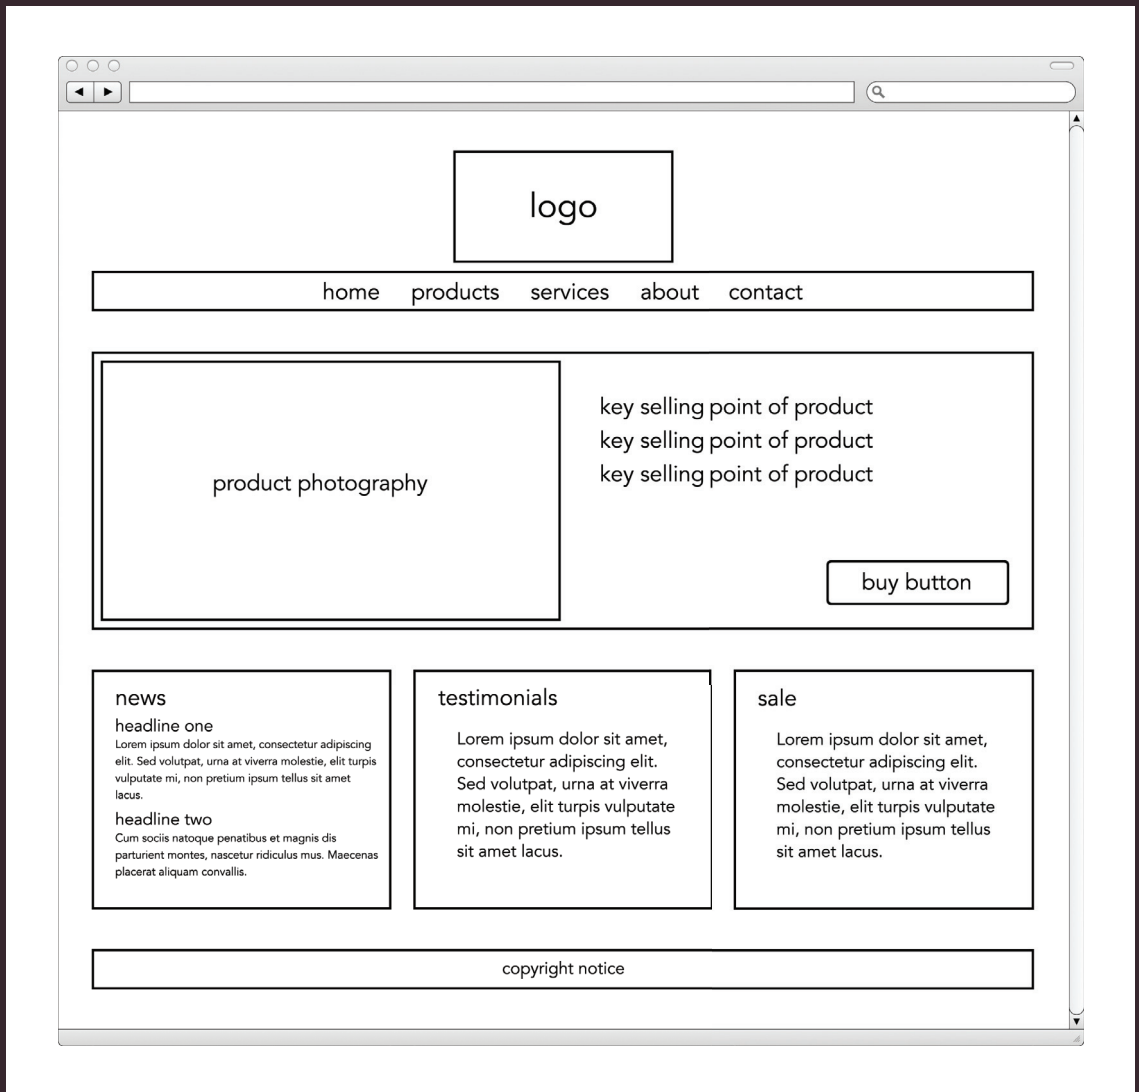 logo
home products services about contact
product photography
key selling point of product
key selling point of product
key selling point of product
buy button
news
headline one
Lorem ipsum dolor sit amet, consectetur adipiscing
elit. Sed volutpat, urna at viverra molestie, elit turpis
vulputate mi, non pretium ipsum tellus sit amet
lacus.
headline two
Cum sociis natoque penatibus et magnis dis
parturient montes, nascetur ridiculus mus. Maecenas
placerat aliquam convallis.
testimonials
Lorem ipsum dolor sit amet,
consectetur adipiscing elit.
Sed volutpat, urna at viverra
molestie, elit turpis vulputate
mi, non pretium ipsum tellus
sit amet lacus.
sale
Lorem ipsum dolor sit amet,
consectetur adipiscing elit.
Sed volutpat, urna at viverra
molestie, elit turpis vulputate
mi, non pretium ipsum tellus
sit amet lacus.
copyright notice